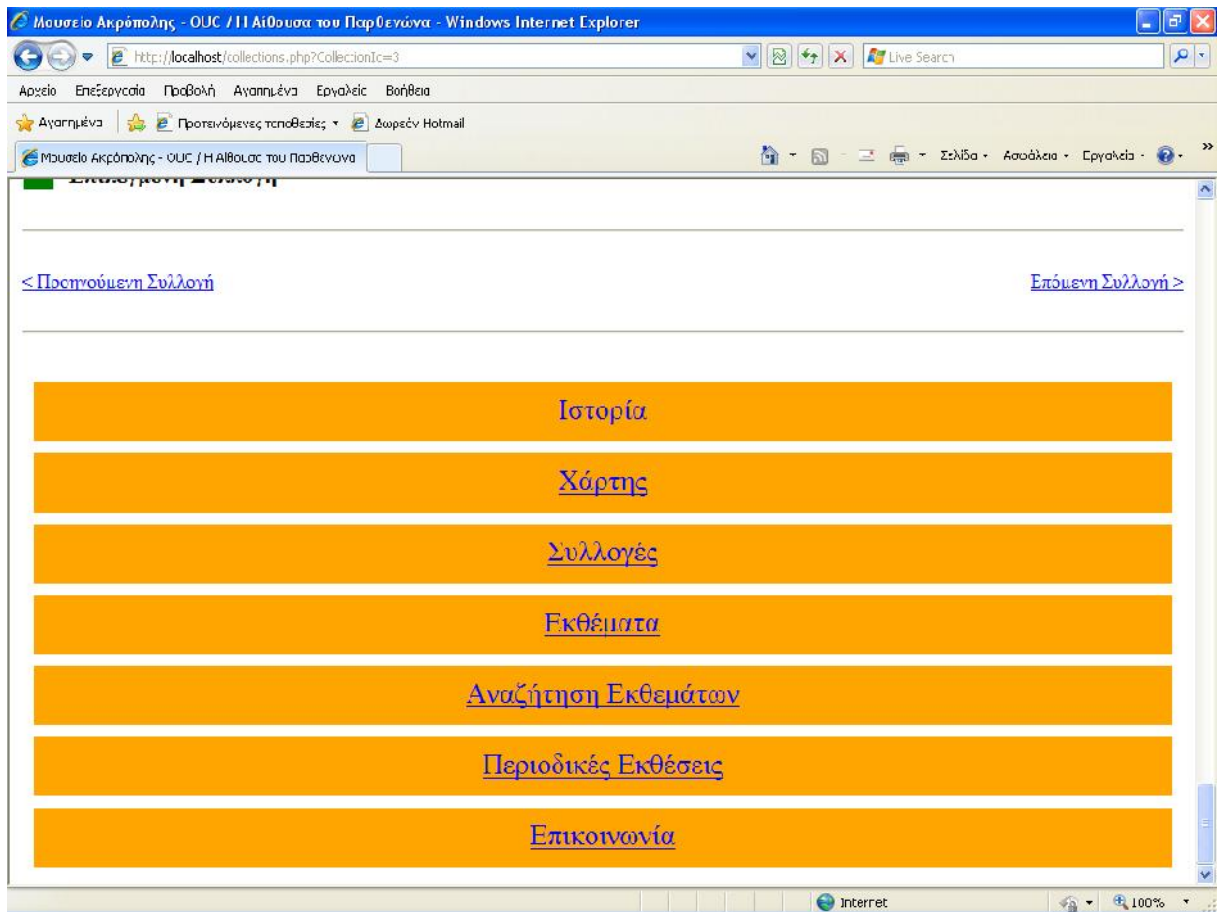 Μουσείο Ακρόπολης - OUC / Η Αίθουσα του Παρθενώνα - Windows Internet Explorer
http://localhost/collections.php?CollectionId=3
Live Search
Αρχείο Επεξεργασία Προβολή Αγαπημένα Εργαλεία Βοήθεια
Αγαπημένα Προτεινόμενες τοποθεσίες Δωρεάν Hotmail
Μουσείο Ακρόπολης - OUC / Η Αίθουσα του Παρθενώνα
Σελίδα Ασφάλεια Εργαλεία »
Επιλεγμένη Συλλογή
< Προηγούμενη Συλλογή
Επόμενη Συλλογή >
Ιστορία
Χάρτης
Συλλογές
Εκθέματα
Αναζήτηση Εκθεμάτων
Περιοδικές Εκθέσεις
Επικοινωνία
Internet
100%